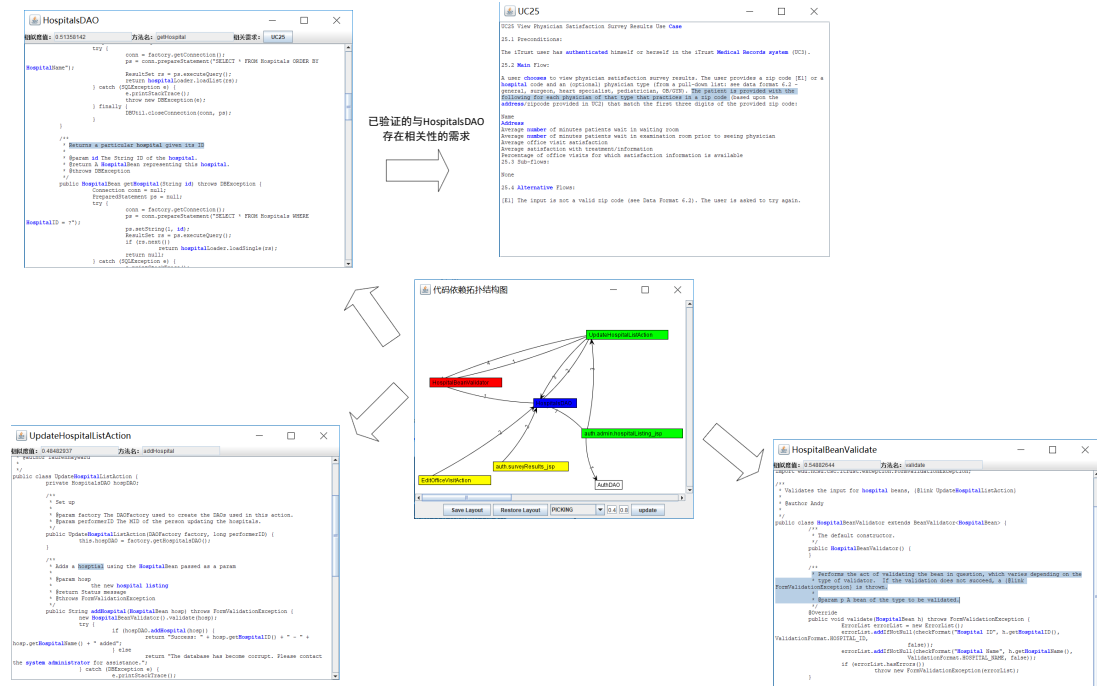 HospitalsDAO
相似度值: 0.51358142 方法名: getHospital 相关需求: UC25
try {
conn = factory.getConnection();
ps = conn.prepareStatement("SELECT * FROM Hospitals ORDER BY
HospitalName");
ResultSet rs = ps.executeQuery();
return hospitalLoader.loadList(rs);
} catch (SQLException e) {
e.printStackTrace();
throw new DBException(e);
} finally {
DBUtil.closeConnection(conn, ps);
}
}
/**
* Returns a particular hospital given its ID
*
* @param id The String ID of the hospital.
* @return A HospitalBean representing this hospital.
* @throws DBException
*/
public HospitalBean getHospital(String id) throws DBException {
Connection conn = null;
PreparedStatement ps = null;
try {
conn = factory.getConnection();
ps = conn.prepareStatement("SELECT * FROM Hospitals WHERE
HospitalID = ?");
ps.setString(1, id);
ResultSet rs = ps.executeQuery();
if (rs.next())
return hospitalLoader.loadSingle(rs);
return null;
} catch (SQLException e) {
已验证的与HospitalsDAO
存在相关性的需求
UC25
UC25 View Physician Satisfaction Survey Results Use Case
25.1 Preconditions:
The iTrust user has authenticated himself or herself in the iTrust Medical Records system (UC3).
25.2 Main Flow:
A user chooses to view physician satisfaction survey results. The user provides a zip code [E1] or a
hospital code and an (optional) physician type (from a pull-down list: see data format 6.2 –
general, surgeon, heart specialist, pediatrician, OB/GYN). The patient is provided with the
following for each physician of that type that practices in a zip code (based upon the
address/zipcode provided in UC2) that match the first three digits of the provided zip code:
Name
Address
Average number of minutes patients wait in waiting room
Average number of minutes patients wait in examination room prior to seeing physician
Average office visit satisfaction
Average satisfaction with treatment/information
Percentage of office visits for which satisfaction information is available
25.3 Sub-flows:
None
25.4 Alternative Flows:
[E1] The input is not a valid zip code (see Data Format 6.2). The user is asked to try again.
代码依赖拓扑结构图
UpdateHospitalListAction
HospitalBeanValidator
auth.admin.hospitalListing_jsp
auth.surveyResults_jsp
EditOfficeVisitAction
AuthDAO
Save Layout Restore Layout PICKING 0.4 0.8 update
UpdateHospitalListAction
相似度值: 0.48482937 方法名: addHospital
*
*/
public class UpdateHospitalListAction {
private HospitalsDAO hospDAO;
/**
* Set up
*
* @param factory The DAOFactory used to create the DAOs used in this action.
* @param performerID The MID of the person updating the hospitals.
*/
public UpdateHospitalListAction(DAOFactory factory, long performerID) {
this.hospDAO = factory.getHospitalsDAO();
}
/**
* Adds a hosptial using the HospitalBean passed as a param
*
* @param hosp
the new hospital listing
* @return Status message
* @throws FormValidationException
*/
public String addHospital(HospitalBean hosp) throws FormValidationException {
new HospitalBeanValidator().validate(hosp);
try {
if (hospDAO.addHospital(hosp)) {
return "Success: " + hosp.getHospitalID() + " - " +
hosp.getHospitalName() + " added";
} else
return "The database has become corrupt. Please contact
the system administrator for assistance.";
} catch (DBException e) {
e.printStackTrace();
HospitalBeanValidate
相似度值: 0.54882644 方法名: validate
import edu.ncsu.csc.itrust.exception.FormValidationException;
/**
* Validates the input for hospital beans, {@link UpdateHospitalListAction}
*
* @author Andy
*
*/
public class HospitalBeanValidator extends BeanValidator<HospitalBean> {
/**
* The default constructor.
*/
public HospitalBeanValidator() {
}
/**
* Performs the act of validating the bean in question, which varies depending on the
* type of validator. If the validation does not succeed, a {@link
FormValidationException} is thrown.
*
* @param p A bean of the type to be validated.
*/
@Override
public void validate(HospitalBean h) throws FormValidationException {
ErrorList errorList = new ErrorList();
errorList.addIfNotNull(checkFormat("Hospital ID", h.getHospitalID(),
ValidationFormat.HOSPITAL_ID,
false));
errorList.addIfNotNull(checkFormat("Hospital Name", h.getHospitalName(),
ValidationFormat.HOSPITAL_NAME, false));
if (errorList.hasErrors())
throw new FormValidationException(errorList);
}